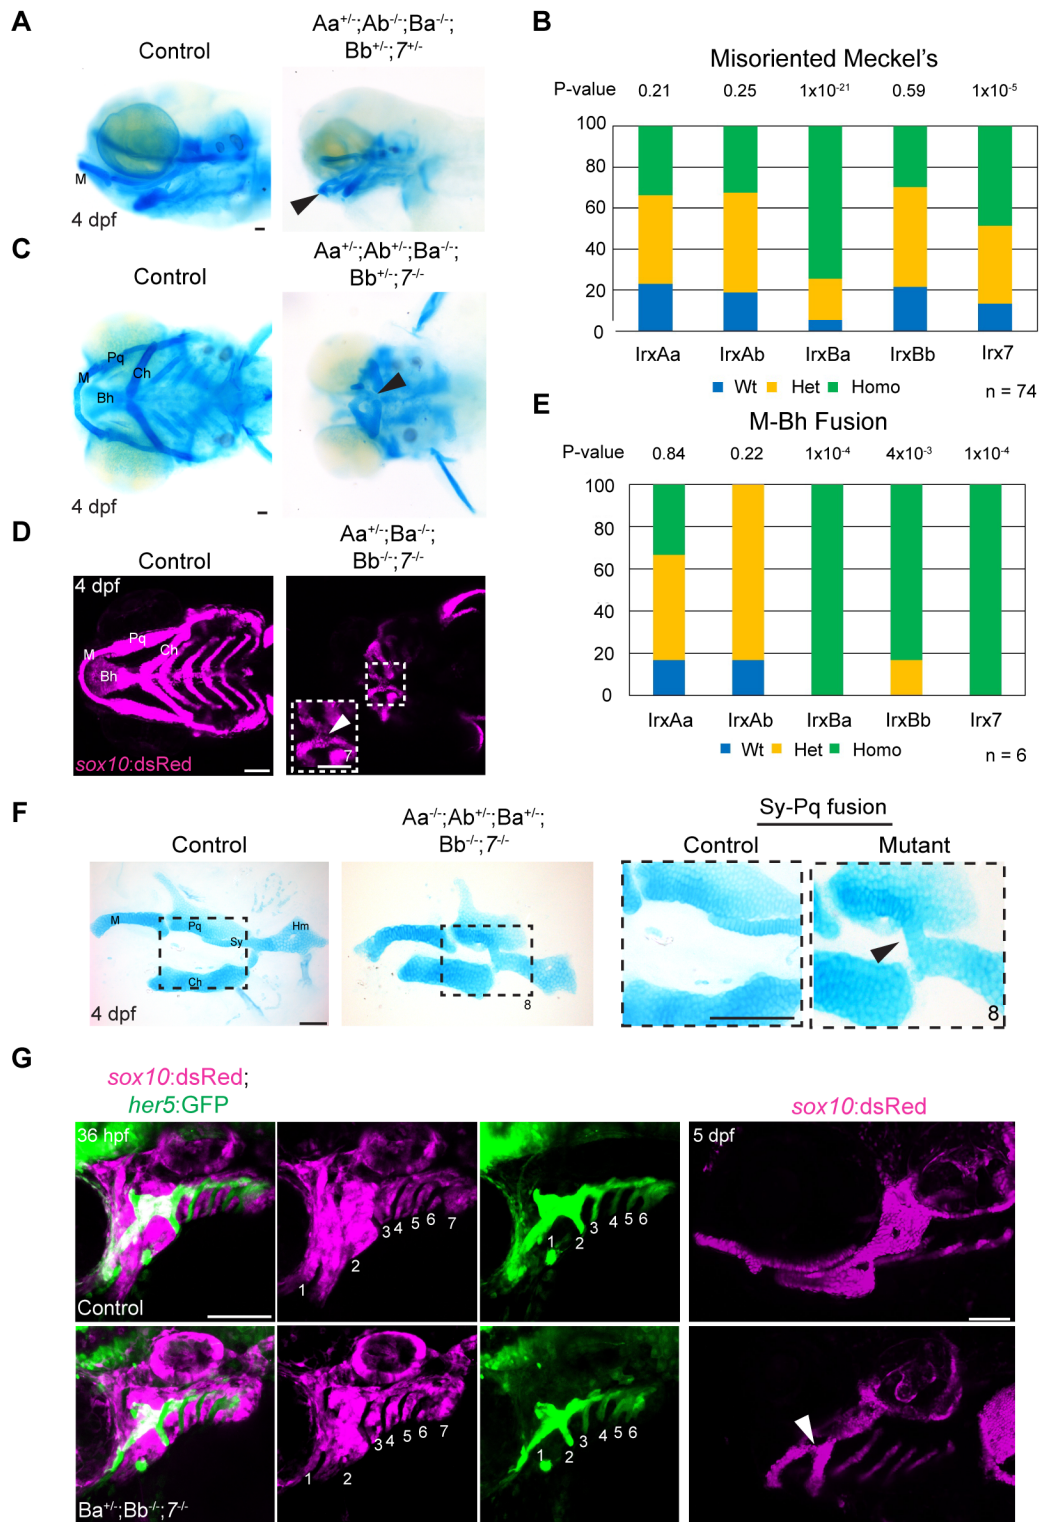 A
Control
Aa+/-;Ab-/-;Ba-/-;
Bb+/-;7+/-
M
4 dpf
B
Misoriented Meckel's
P-value 0.21 0.25 1x10-21 0.59 1x10-5
100
80
60
40
20
0
IrxAa IrxAb IrxBa IrxBb Irx7
Wt Het Homo
n = 74
C
Control
Aa+/-;Ab+/-;Ba-/-;
Bb+/-;7-/-
Pq
M
Ch
Bh
4 dpf
D
Control
Aa+/-;Ba-/-;
Bb-/-;7-/-
4 dpf
Pq
M
Ch
Bh
sox10:dsRed
7
E
M-Bh Fusion
P-value 0.84 0.22 1x10-4 4x10-3 1x10-4
100
80
60
40
20
0
IrxAa IrxAb IrxBa IrxBb Irx7
Wt Het Homo
n = 6
F
Control
Aa-/-;Ab+/-;Ba+/-;
Bb-/-;7-/-
Sy-Pq fusion
Control Mutant
M
Pq
Hm
Sy
Ch
4 dpf
8
8
G
sox10:dsRed;
her5:GFP
sox10:dsRed
36 hpf
Control
1
2
3 4 5 6 7
1
2
3
4 5 6
5 dpf
Ba+/-;Bb-/-;7-/-
1
2
3 4 5 6 7
1
2
3
4 5 6